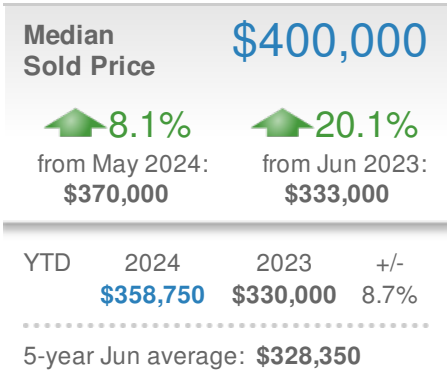 Median $400,000
Sold Price
8.1% 20.1%
from May 2024: from Jun 2023:
$370,000 $333,000
YTD 2024 2023 +/-
$358,750 $330,000 8.7%
5-year Jun average: $328,350